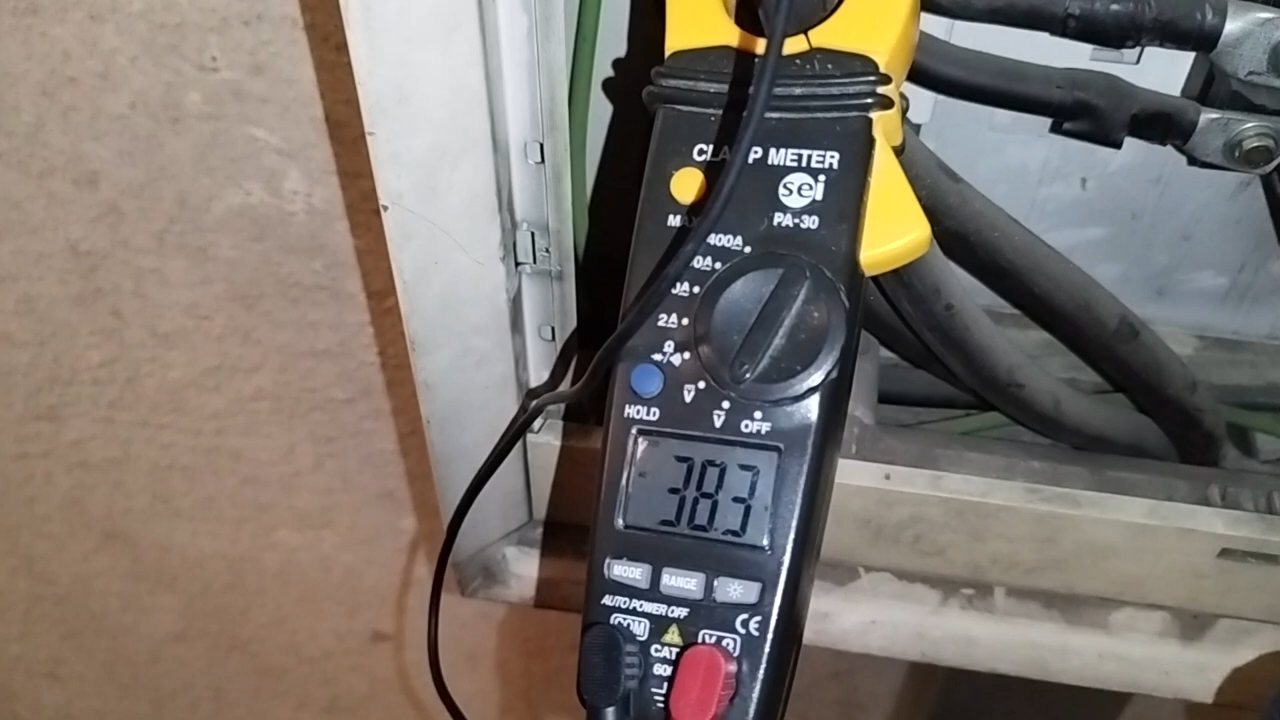 CLA P METER
sei
PA-30
MAX
400A
0A
2A
Ω
V
V
OFF
HOLD
38.3
MODE
RANGE
AUTO POWER OFF
COM
CE
CAT